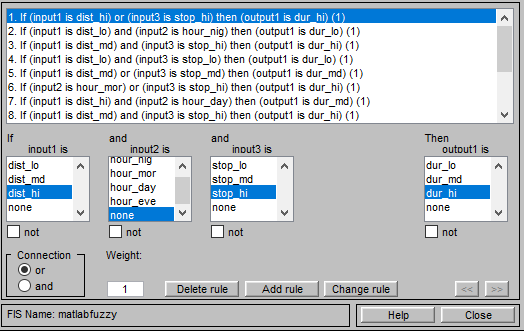 1. If (input1 is dist_hi) or (input3 is stop_hi) then (output1 is dur_hi) (1)
2. If (input1 is dist_lo) and (input2 is hour_nig) then (output1 is dur_lo) (1)
3. If (input1 is dist_md) and (input3 is stop_hi) then (output1 is dur_hi) (1)
4. If (input1 is dist_lo) and (input3 is stop_lo) then (output1 is dur_lo) (1)
5. If (input1 is dist_md) or (input3 is stop_md) then (output1 is dur_md) (1)
6. If (input2 is hour_mor) or (input3 is stop_hi) then (output1 is dur_hi) (1)
7. If (input1 is dist_hi) and (input2 is hour_day) then (output1 is dur_md) (1)
8. If (input1 is dist_md) and (input3 is stop_hi) then (output1 is dur_hi) (1)
If and and Then
input1 is input2 is input3 is output1 is
dist_lo
dist_md
dist_hi
none
hour_nig
hour_mor
hour_day
hour_eve
none
stop_lo
stop_md
stop_hi
none
dur_lo
dur_md
dur_hi
none
not not not not
Connection
or
and
Weight:
1
Delete rule Add rule Change rule << >>
FIS Name: matlabfuzzy
Help Close